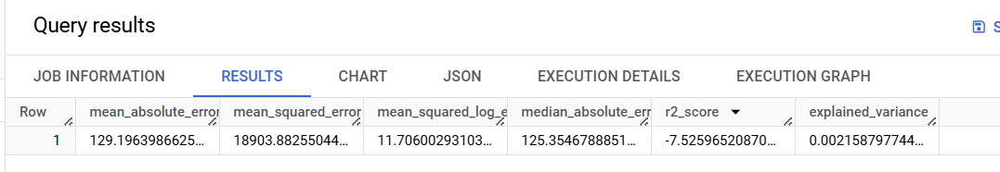 Query results
S
JOB INFORMATION RESULTS CHART JSON EXECUTION DETAILS EXECUTION GRAPH
Row mean_absolute_error mean_squared_error mean_squared_log_e median_absolute_err r2_score explained_variance
1 129.1963986625... 18903.88255044... 11.70600293103... 125.3546788851... -7.52596520870... 0.002158797744...